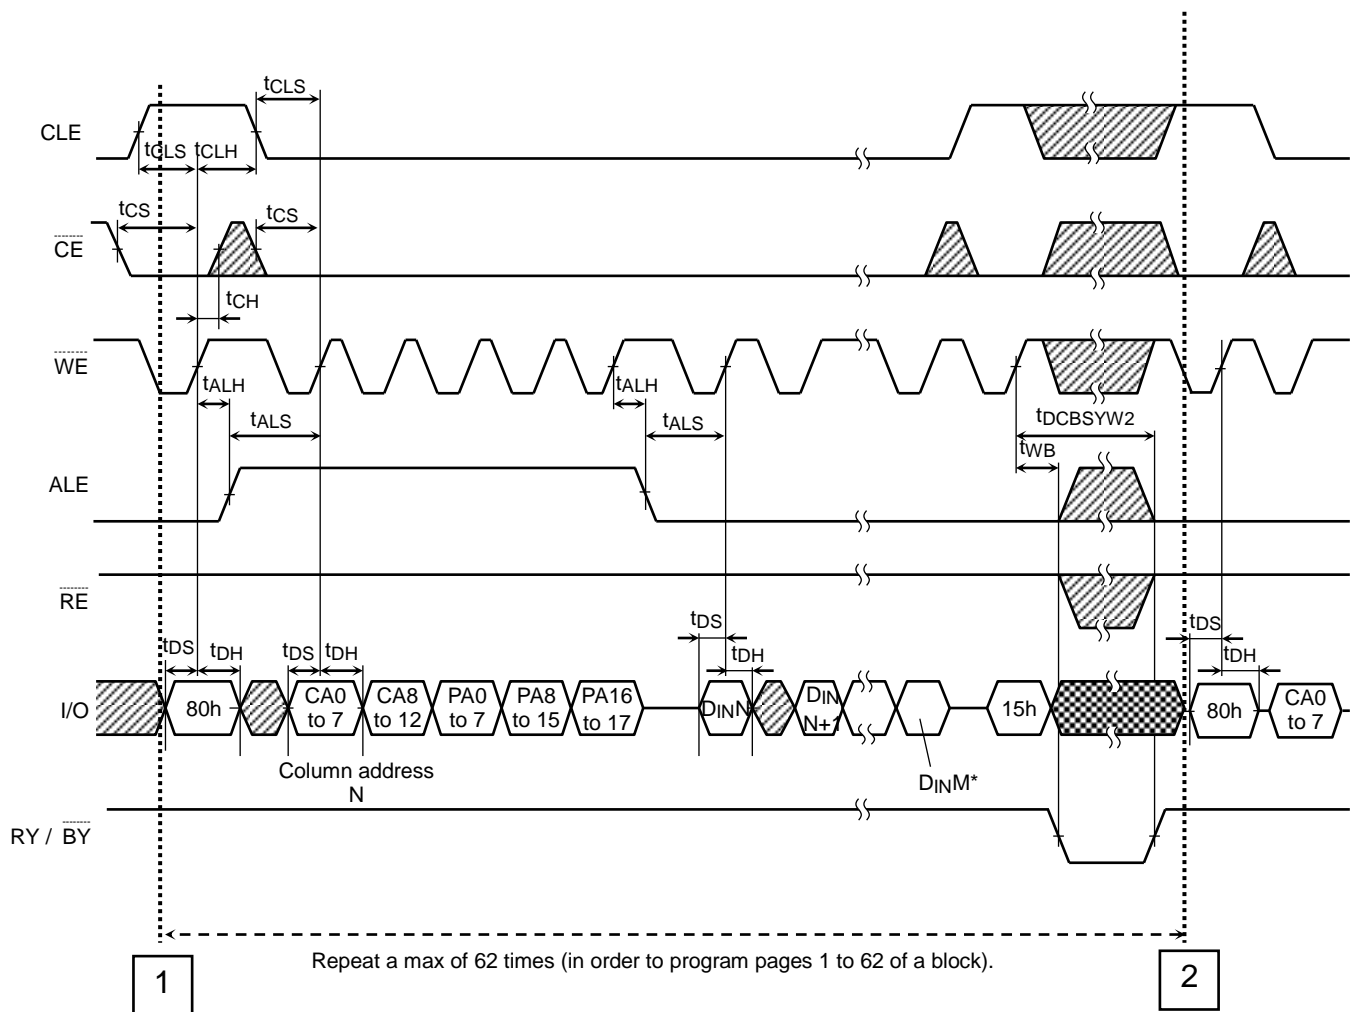 tCLS
CLE
tCLS tCLH
tCS tCS
CE
tCH
WE
tALH tALH
tALS tALS tDCBSYW2
tWB
ALE
RE
tDS tDS
tDS tDH tDS tDH tDH tDH
I/O 80h CA0 to 7 CA8 to 12 PA0 to 7 PA8 to 15 PA16 to 17 DINN DIN N+1 15h 80h CA0 to 7
Column address
N
DINM*
RY / BY
Repeat a max of 62 times (in order to program pages 1 to 62 of a block).
1 2